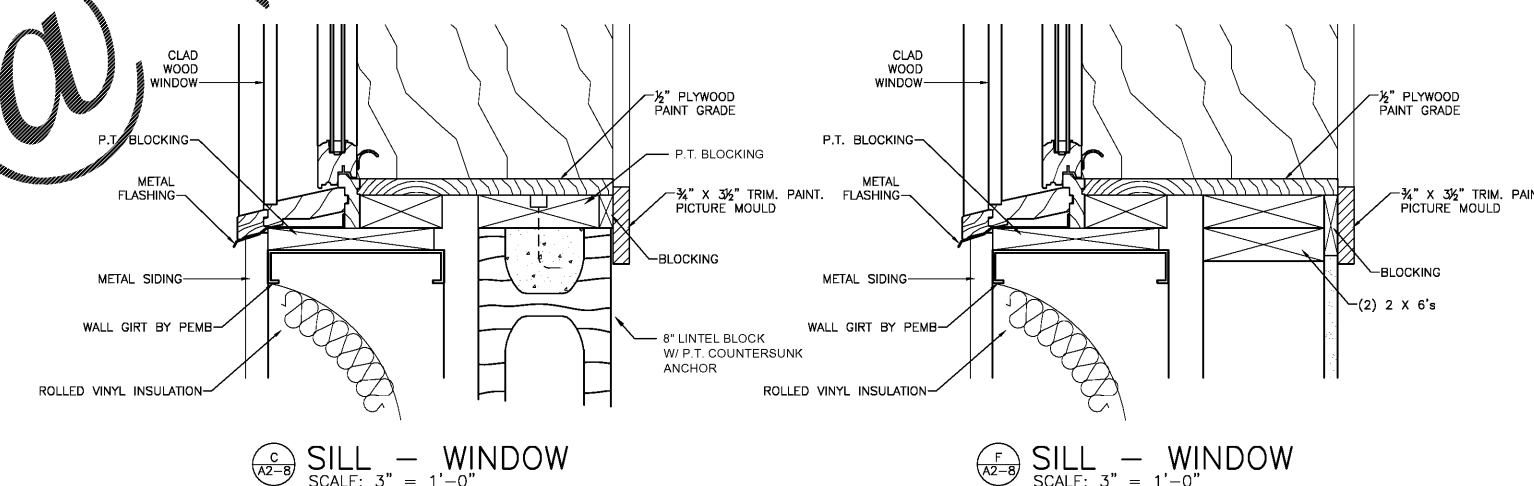 @
CLAD
WOOD
WINDOW
P.T. BLOCKING
METAL
FLASHING
METAL SIDING
WALL GIRT BY PEMB
ROLLED VINYL INSULATION
½" PLYWOOD
PAINT GRADE
P.T. BLOCKING
¾" X 3½" TRIM. PAINT.
PICTURE MOULD
BLOCKING
8" LINTEL BLOCK
W/ P.T. COUNTERSUNK
ANCHOR
C
A2-8
SILL - WINDOW
SCALE: 3" = 1'-0"
CLAD
WOOD
WINDOW
P.T. BLOCKING
METAL
FLASHING
METAL SIDING
WALL GIRT BY PEMB
ROLLED VINYL INSULATION
½" PLYWOOD
PAINT GRADE
¾" X 3½" TRIM. PAIN
PICTURE MOULD
BLOCKING
(2) 2 X 6's
F
A2-8
SILL - WINDOW
SCALE: 3" = 1'-0"